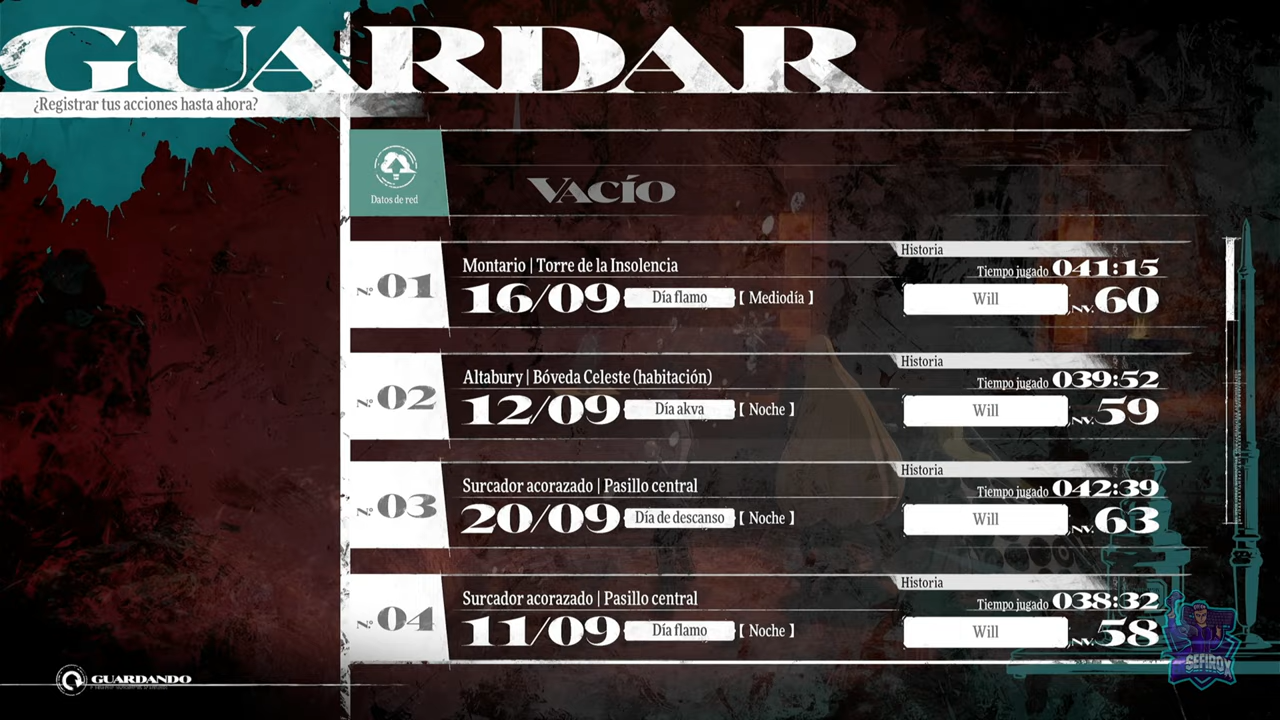 GUARDAR
¿Registrar tus acciones hasta ahora?
Datos de red
VACÍO
N.º 01
Montario | Torre de la Insolencia
16/09 Día flamo [ Mediodía ]
Historia
Tiempo jugado 041:15
Will NV. 60
N.º 02
Altabury | Bóveda Celeste (habitación)
12/09 Día akva [ Noche ]
Historia
Tiempo jugado 039:52
Will NV. 59
N.º 03
Surcador acorazado | Pasillo central
20/09 Día de descanso [ Noche ]
Historia
Tiempo jugado 042:39
Will NV. 63
N.º 04
Surcador acorazado | Pasillo central
11/09 Día flamo [ Noche ]
Historia
Tiempo jugado 038:32
Will NV. 58
GUARDANDO
SEFIROX